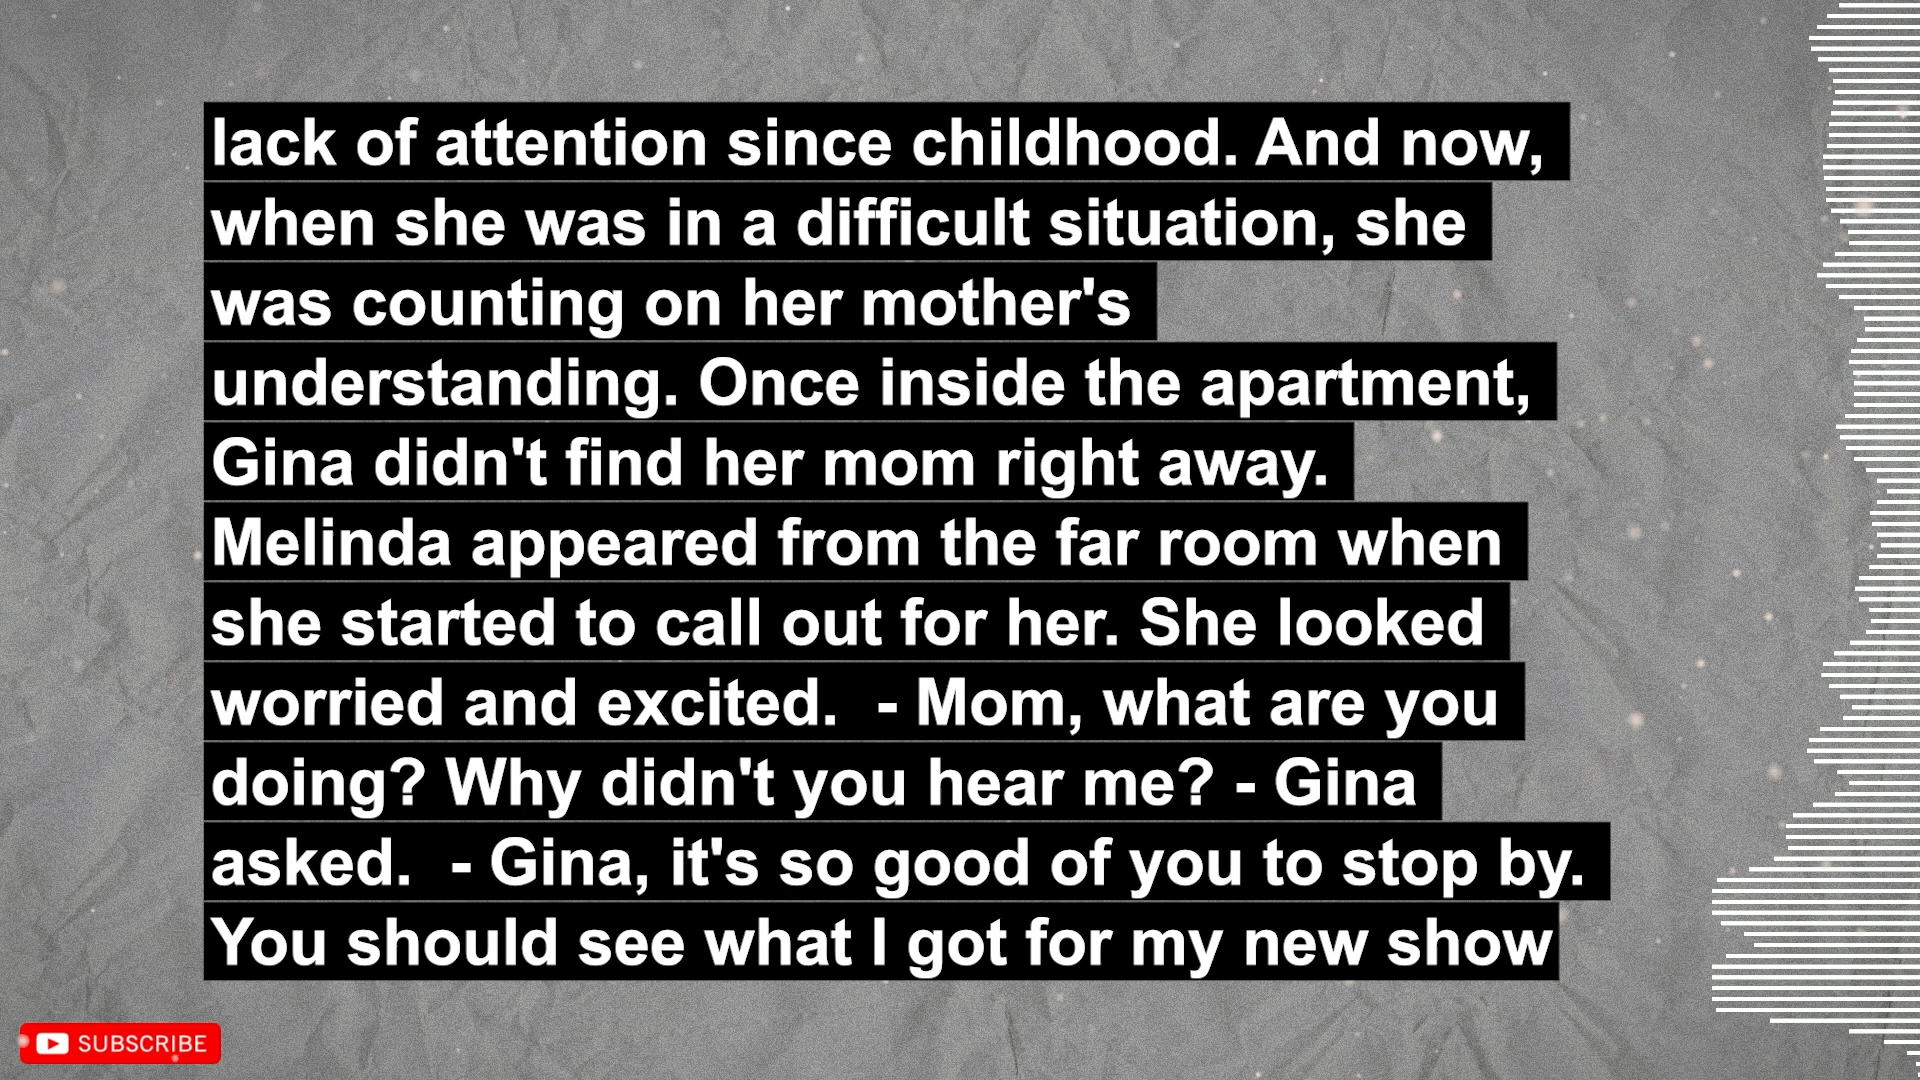 lack of attention since childhood. And now,
when she was in a difficult situation, she
was counting on her mother's
understanding. Once inside the apartment,
Gina didn't find her mom right away.
Melinda appeared from the far room when
she started to call out for her. She looked
worried and excited.  - Mom, what are you
doing? Why didn't you hear me? - Gina
asked.  - Gina, it's so good of you to stop by.
You should see what I got for my new show
SUBSCRIBE